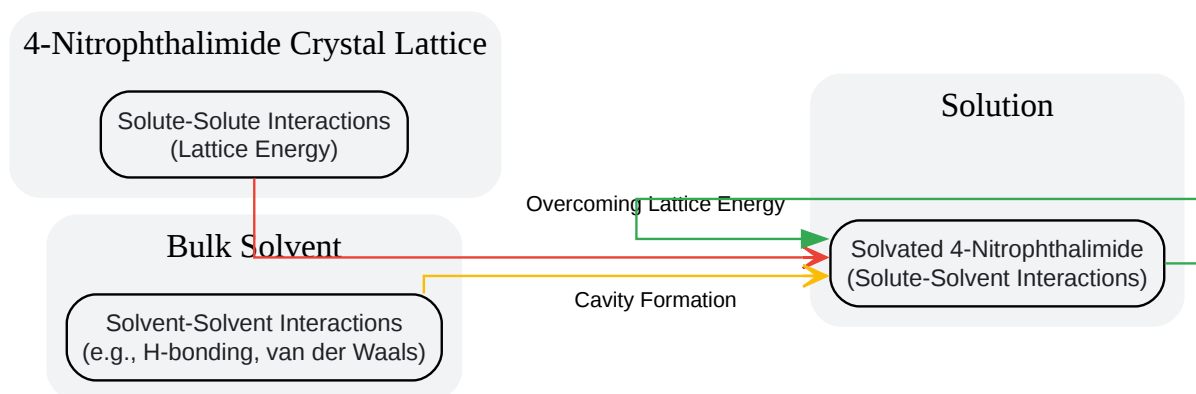 4-Nitrophthalimide Crystal Lattice
Solute-Solute Interactions
(Lattice Energy)
Bulk Solvent
Solvent-Solvent Interactions
(e.g., H-bonding, van der Waals)
Overcoming Lattice Energy
Cavity Formation
Solution
Solvated 4-Nitrophthalimide
(Solute-Solvent Interactions)